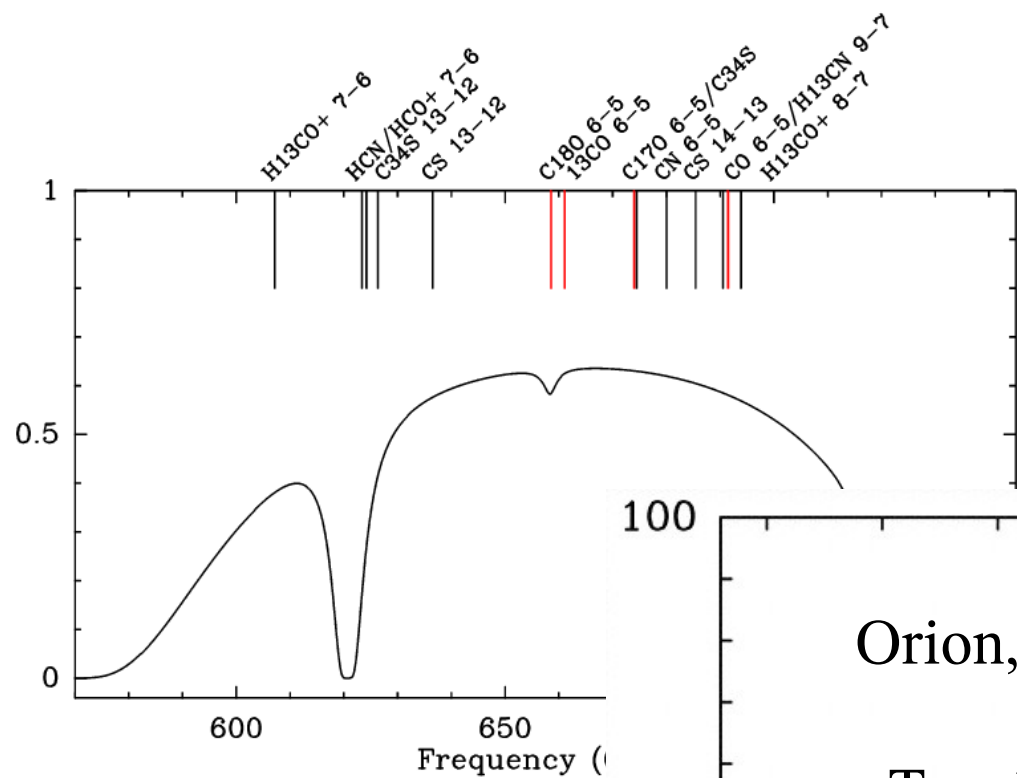 H13CO+ 7-6
HCN/HCO+ 7-6
C34S 13-12
CS 13-12
C18O 6-5
13CO 6-5
C17O 6-5/C34S
CN 6-5
CS 14-13
CO 6-5/H13CN 9-7
H13CO+ 8-7
1
0.5
0
600
650
Frequency (
100
Orion,